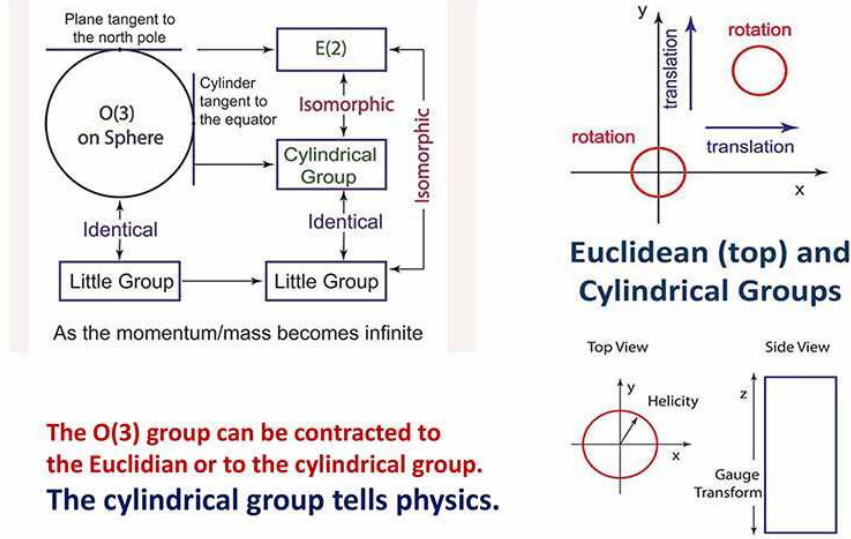 Plane tangent to
the north pole
O(3)
on Sphere
Cylinder
tangent to
the equator
E(2)
Isomorphic
Cylindrical
Group
Isomorphic
Identical
Identical
Little Group
Little Group
As the momentum/mass becomes infinite
The O(3) group can be contracted to
the Euclidian or to the cylindrical group.
The cylindrical group tells physics.
y
translation
rotation
rotation
translation
x
Euclidean (top) and
Cylindrical Groups
Top View
Side View
y
Helicity
x
z
Gauge
Transform